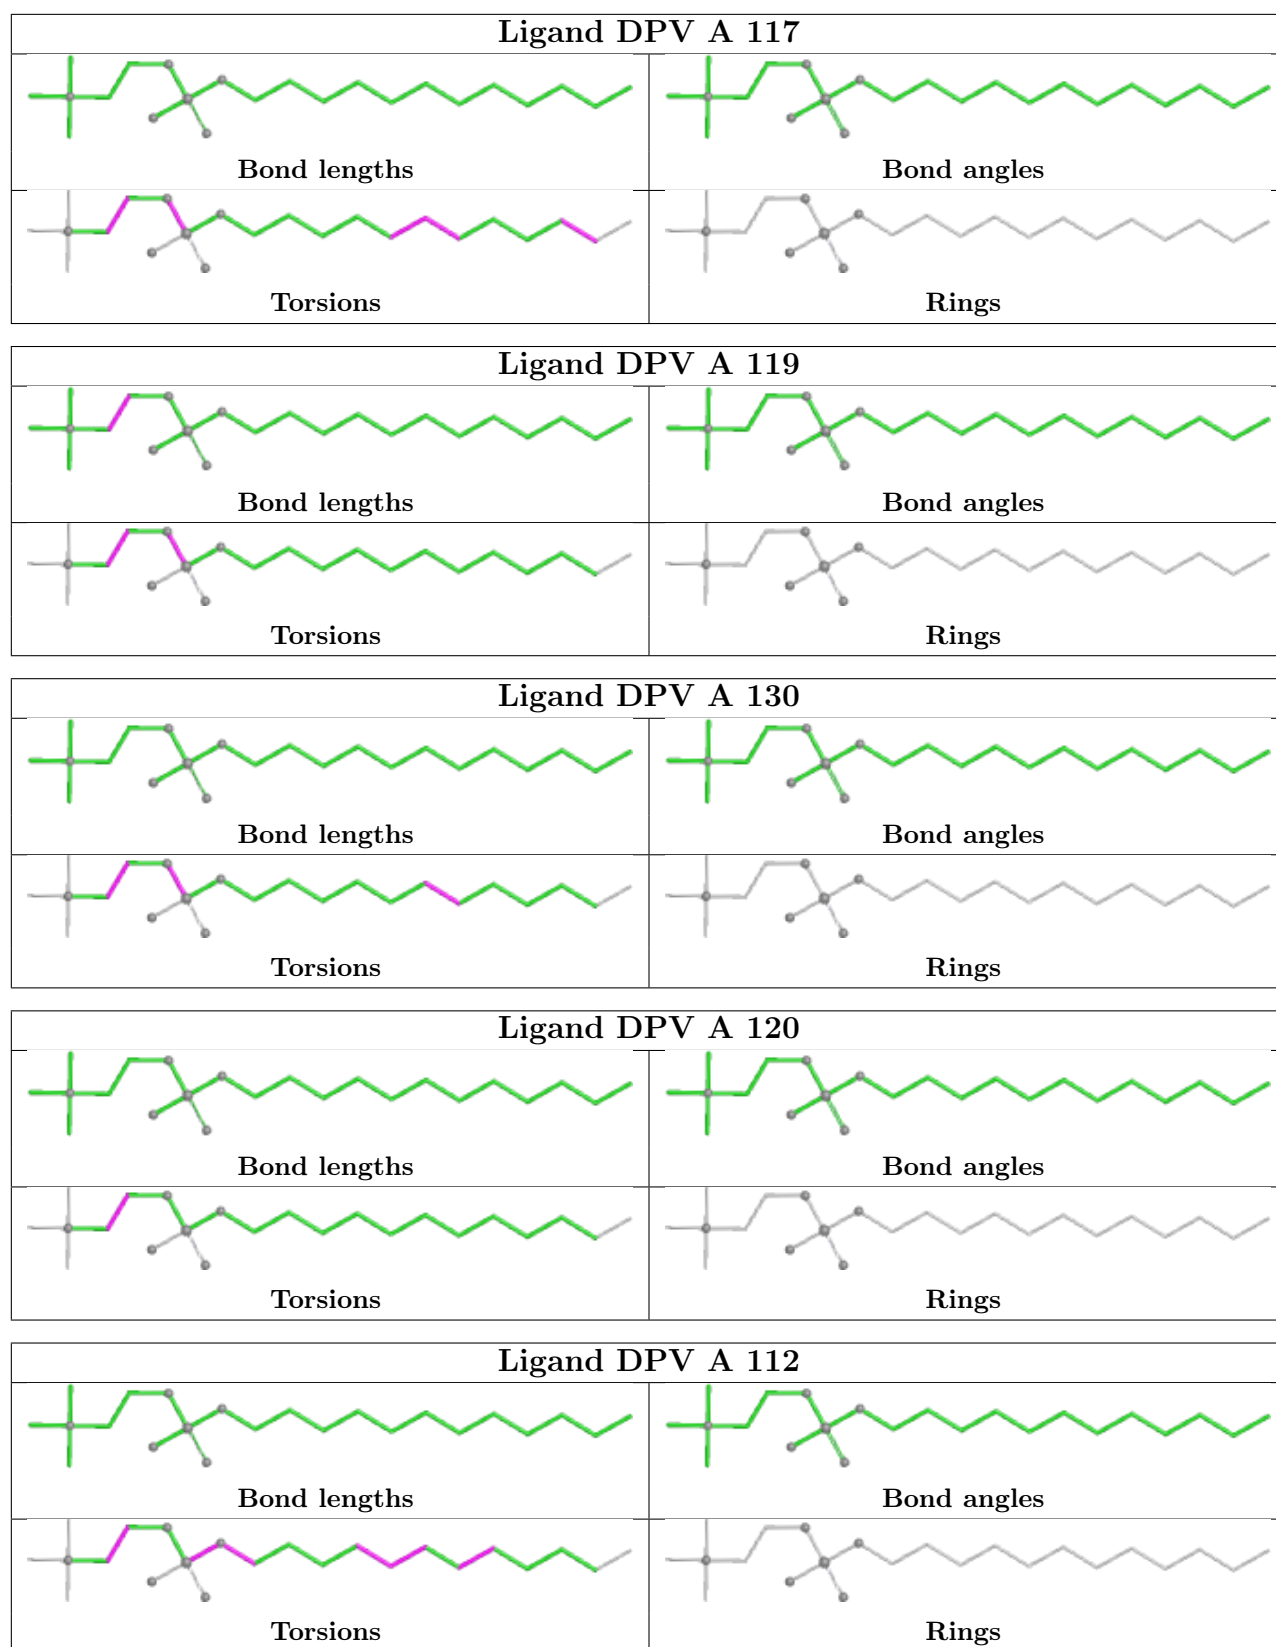 Ligand DPV A 117
Bond lengths
Bond angles
Torsions
Rings
Ligand DPV A 119
Bond lengths
Bond angles
Torsions
Rings
Ligand DPV A 130
Bond lengths
Bond angles
Torsions
Rings
Ligand DPV A 120
Bond lengths
Bond angles
Torsions
Rings
Ligand DPV A 112
Bond lengths
Bond angles
Torsions
Rings